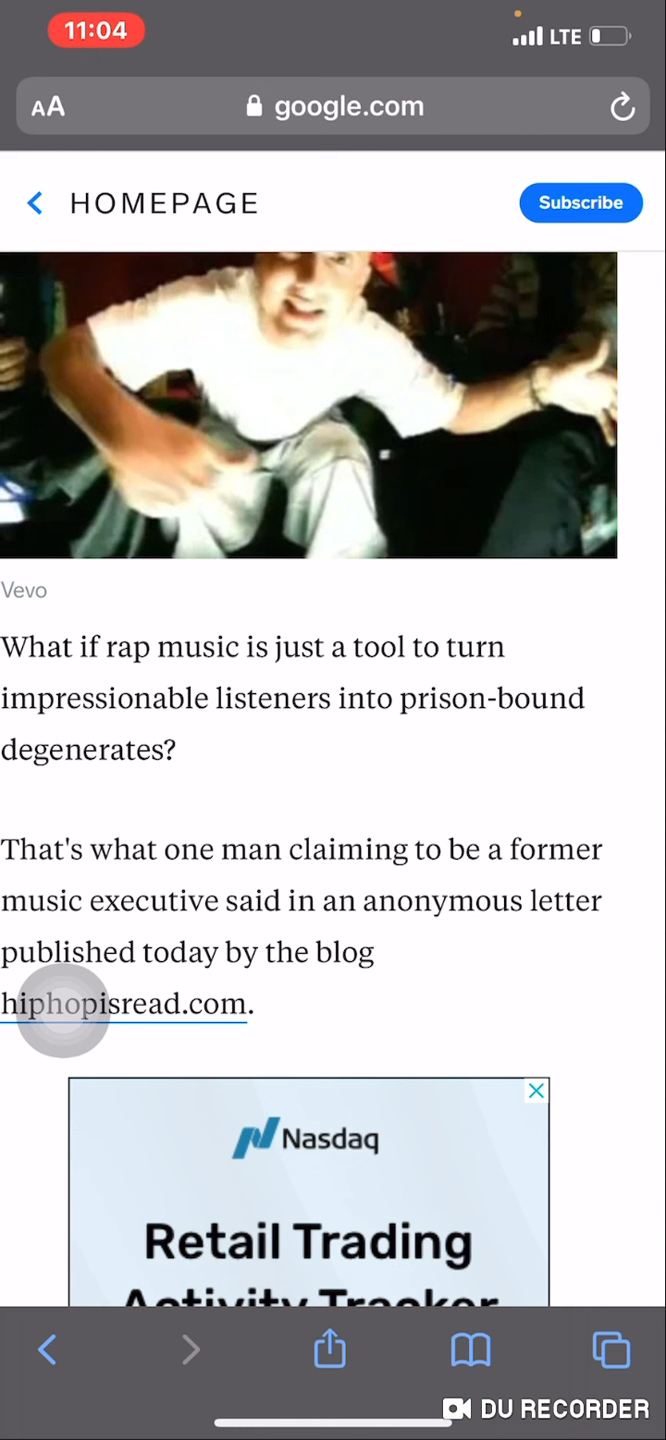 11:04
LTE
AA
google.com
HOMEPAGE
Subscribe
Vevo
What if rap music is just a tool to turn
impressionable listeners into prison-bound
degenerates?
That's what one man claiming to be a former
music executive said in an anonymous letter
published today by the blog
hiphopisread.com.
Nasdaq
Retail Trading
Activity Tracker
DU RECORDER